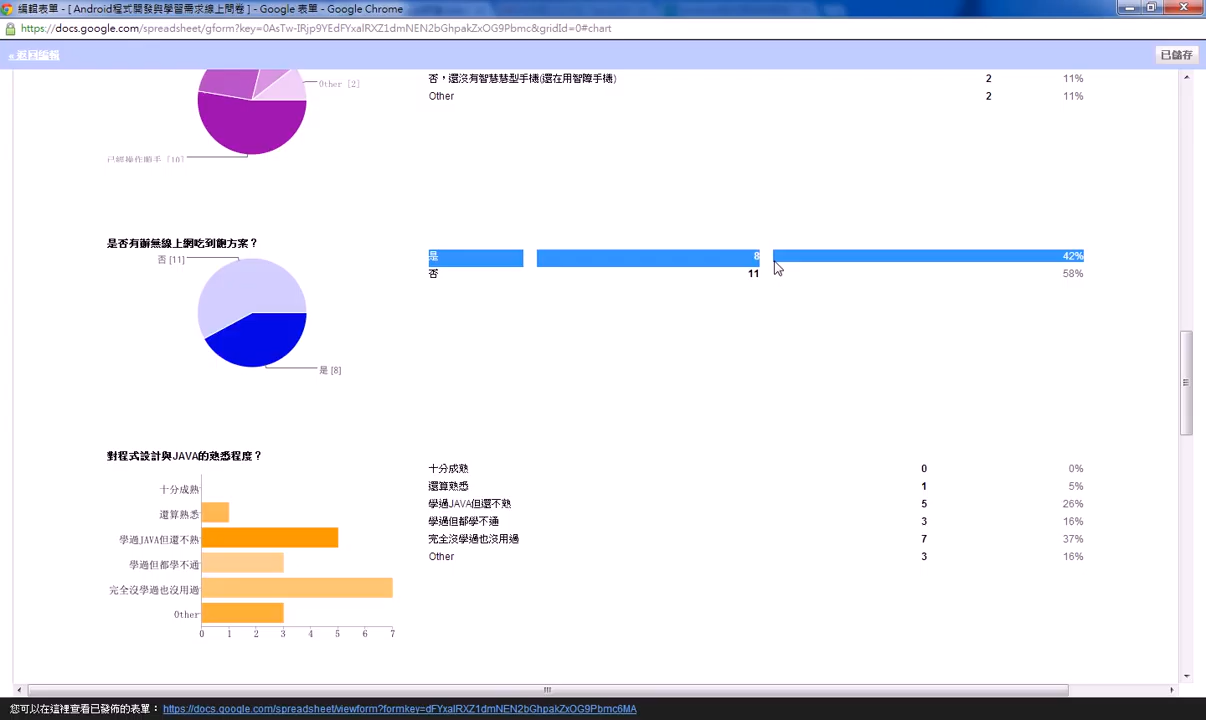 編輯表單 - [ Android程式開發與學習需求線上問卷 ] - Google 表單 - Google Chrome
https://docs.google.com/spreadsheet/gform?key=0AsTw-IRjp9YEdFYxalRXZ1dmNEN2bGhpakZxOG9Pbmc&gridId=0#chart
« 返回編輯
已儲存
Other [2]
已經操作順手 [10]
否，還沒有智慧慧型手機(還在用智障手機) 2 11%
Other 2 11%
是否有辦無線上網吃到飽方案？
否 [11]
是 [8]
是 8 42%
否 11 58%
對程式設計與JAVA的熟悉程度？
十分成熟
還算熟悉
學過JAVA但還不熟
學過但都學不通
完全沒學過也沒用過
Other
0 1 2 3 4 5 6 7
十分成熟 0 0%
還算熟悉 1 5%
學過JAVA但還不熟 5 26%
學過但都學不通 3 16%
完全沒學過也沒用過 7 37%
Other 3 16%
您可以在這裡查看已發佈的表單： https://docs.google.com/spreadsheet/viewform?formkey=dFYxalRXZ1dmNEN2bGhpakZxOG9Pbmc6MA